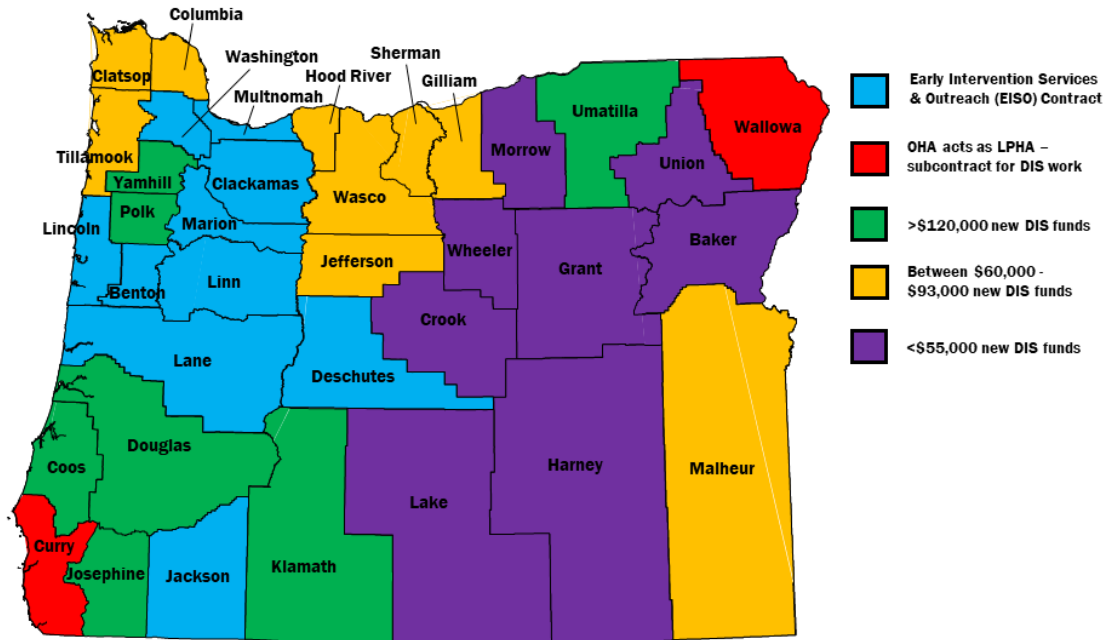 Columbia
Washington
Multnomah
Hood River
Sherman
Gilliam
Clatsop
Tillamook
Yamhill
Polk
Lincoln
Benton
Clackamas
Marion
Linn
Lane
Wasco
Jefferson
Morrow
Umatilla
Union
Wallowa
Wheeler
Grant
Baker
Crook
Deschutes
Douglas
Coos
Curry
Josephine
Jackson
Klamath
Lake
Harney
Malheur
Early Intervention Services
& Outreach (EISO) Contract
OHA acts as LPHA –
subcontract for DIS work
>$120,000 new DIS funds
Between $60,000 -
$93,000 new DIS funds
<$55,000 new DIS funds